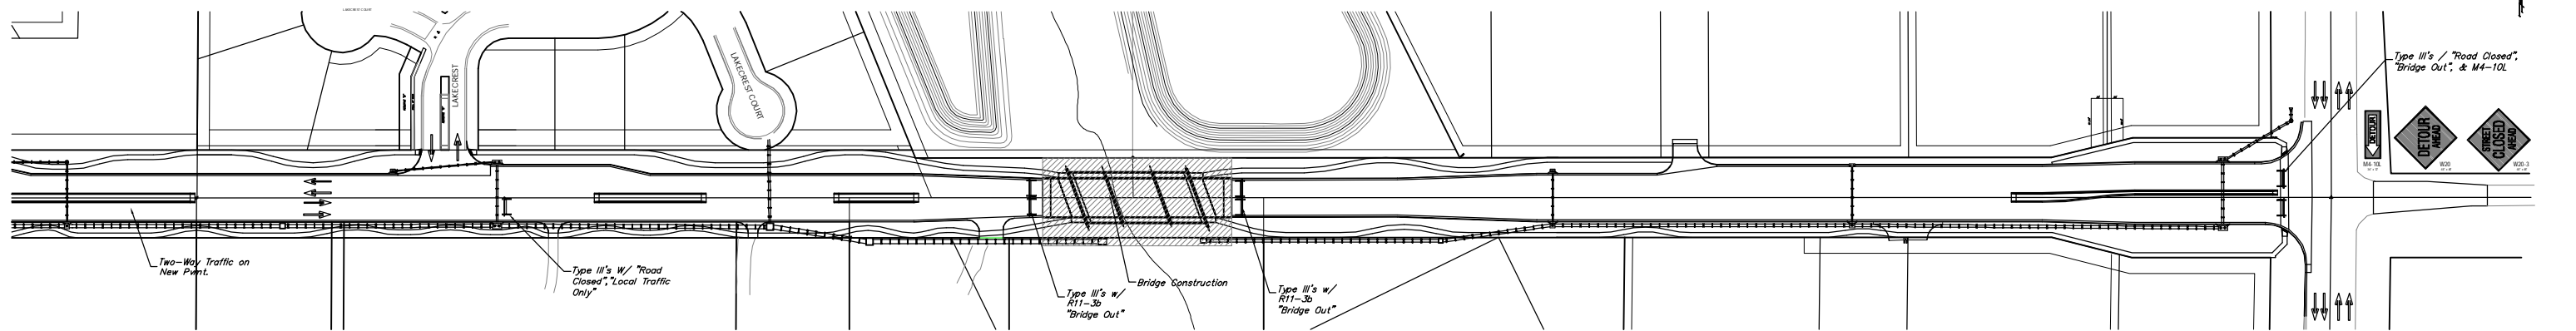 LAKECREST COURT
LAKECREST
LAKECREST COURT
Type III's / "Road Closed",
"Bridge Out", & M4-10L
DETOUR
M4-10L
DETOUR
AHEAD
W20
STREET
CLOSED
AHEAD
W20-3
Two-Way Traffic on
New Pvmt.
Type III's W/ "Road
Closed","Local Traffic
Only"
Type III's w/
R11-3b
"Bridge Out"
Bridge Construction
Type III's w/
R11-3b
"Bridge Out"